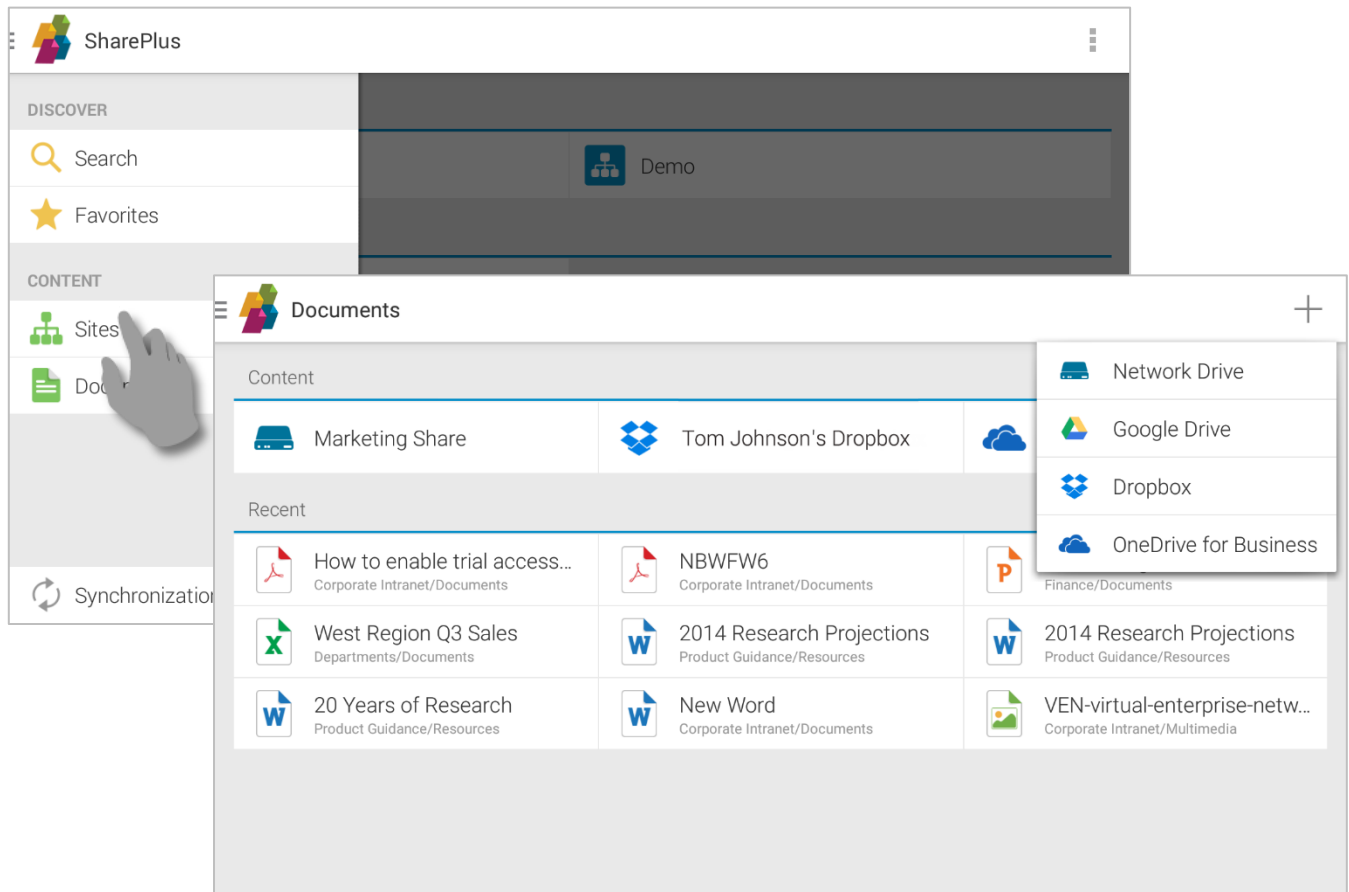 SharePlus
DISCOVER
Search
Favorites
Demo
CONTENT
Sites
Synchronization
Documents
Content
Marketing Share
Tom Johnson's Dropbox
Network Drive
Google Drive
Dropbox
OneDrive for Business
Recent
How to enable trial access...
Corporate Intranet/Documents
NBWFW6
Corporate Intranet/Documents
Finance/Documents
West Region Q3 Sales
Departments/Documents
2014 Research Projections
Product Guidance/Resources
2014 Research Projections
Product Guidance/Resources
20 Years of Research
Product Guidance/Resources
New Word
Corporate Intranet/Documents
VEN-virtual-enterprise-netw...
Corporate Intranet/Multimedia